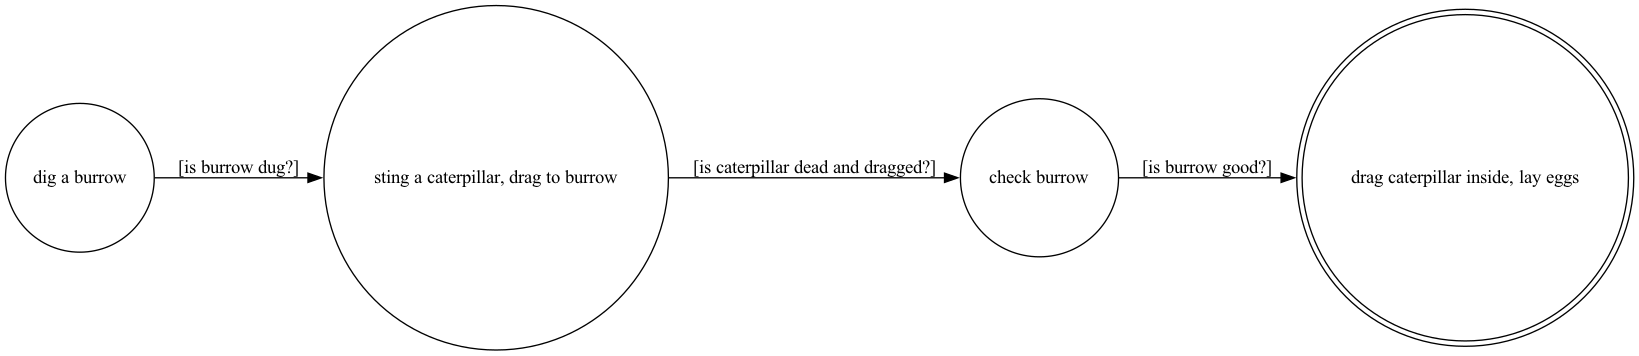 dig a burrow
[is burrow dug?]
sting a caterpillar, drag to burrow
[is caterpillar dead and dragged?]
check burrow
[is burrow good?]
drag caterpillar inside, lay eggs